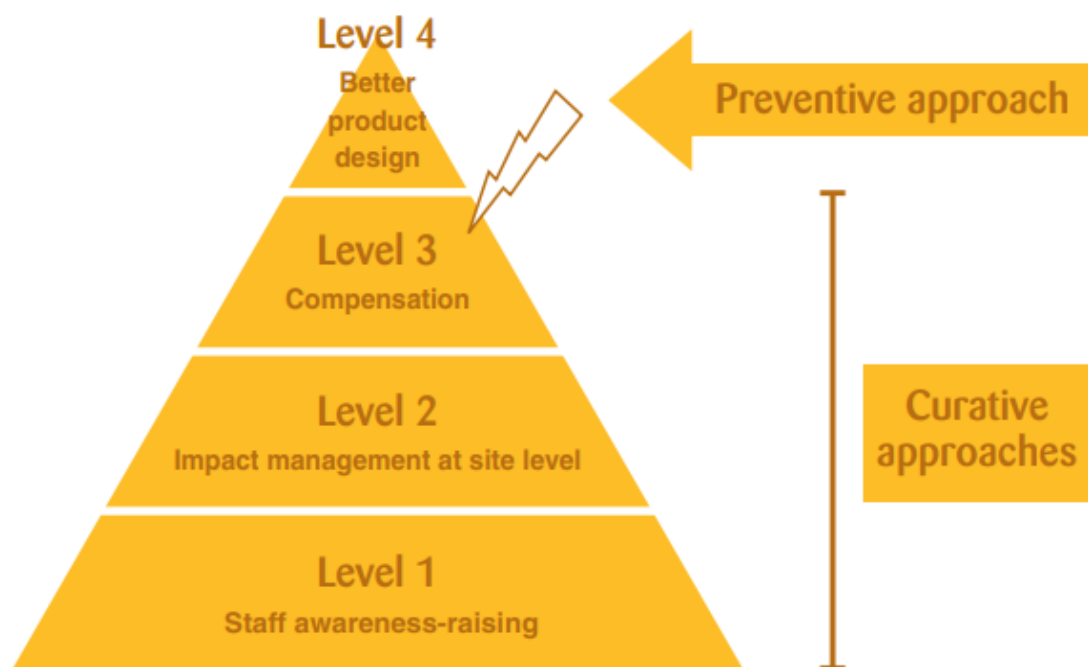 Level 4
Better
product
design
Preventive approach
Level 3
Compensation
Level 2
Impact management at site level
Curative
approaches
Level 1
Staff awareness-raising